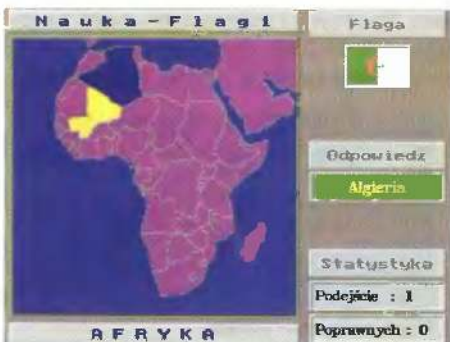 Nauka-Flagi
Flaga
Odpowiedz
Algieria
Statystyka
Podejście : 1
Poprawnych : 0
AFRYKA